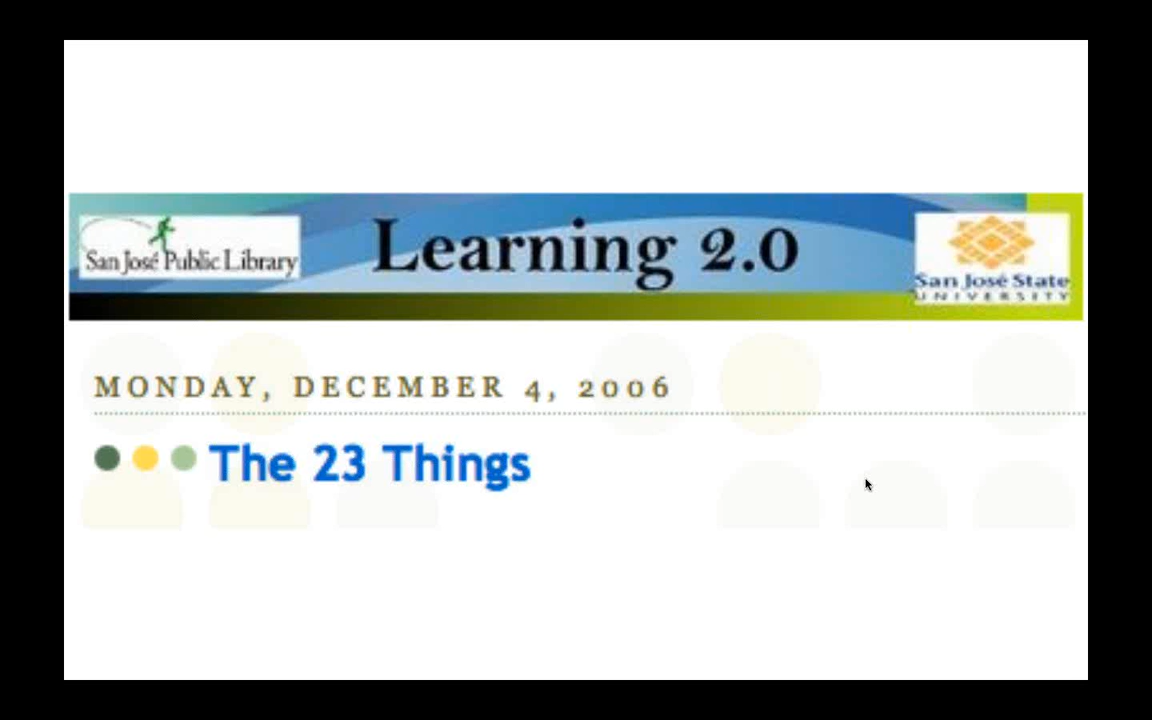 San José Public Library
Learning 2.0
San José State
UNIVERSITY
MONDAY, DECEMBER 4, 2006
The 23 Things